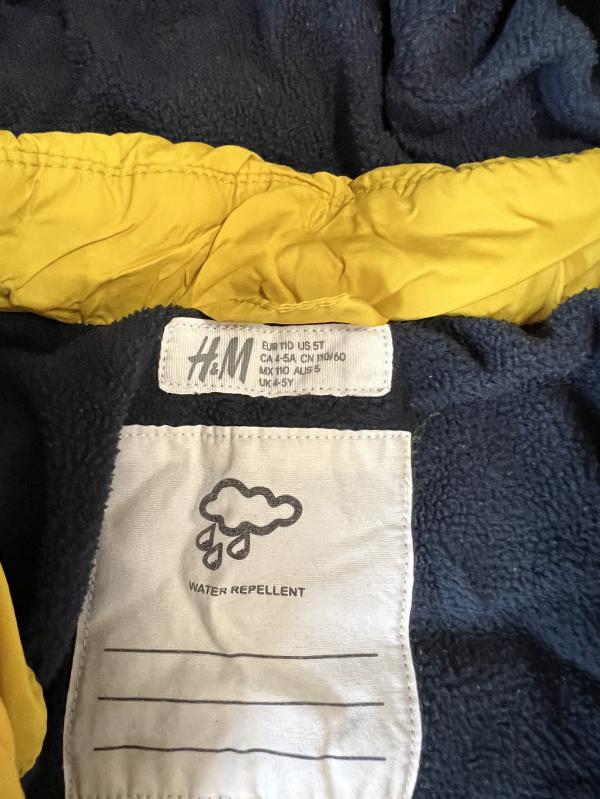 H&M
EUR 110 US 5T
CA 4-5A CN 110/60
MX 110 AUS 5
UK 4-5Y
WATER REPELLENT